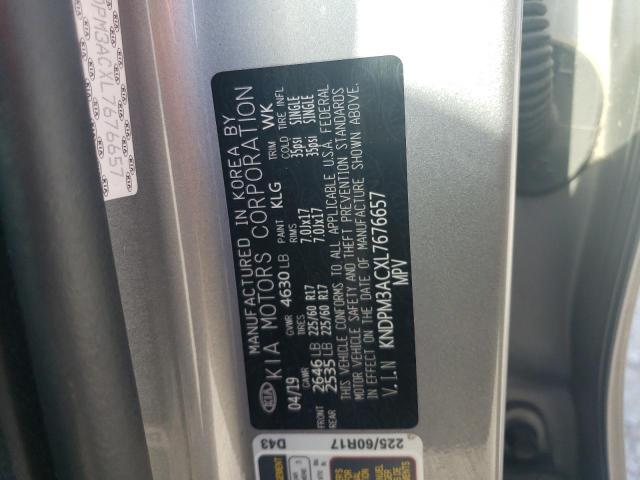 PM3ACXL7676657
KIA
MANUFACTURED IN KOREA BY
KIA MOTORS CORPORATION
04/19 GVWR 4630 LB PAINT KLG TRIM WK
GAWR TIRES RIMS COLD TIRE INFL
FRONT 2646 LB 225/60 R17 7.0JX17 35psi SINGLE
REAR 2535 LB 225/60 R17 7.0JX17 35psi SINGLE
THIS VEHICLE CONFORMS TO ALL APPLICABLE U.S.A. FEDERAL
MOTOR VEHICLE SAFETY AND THEFT PREVENTION STANDARDS
IN EFFECT ON THE DATE OF MANUFACTURE SHOWN ABOVE.
V.I.N KNDPM3ACXL7676657
MPV
D43
225/60R17